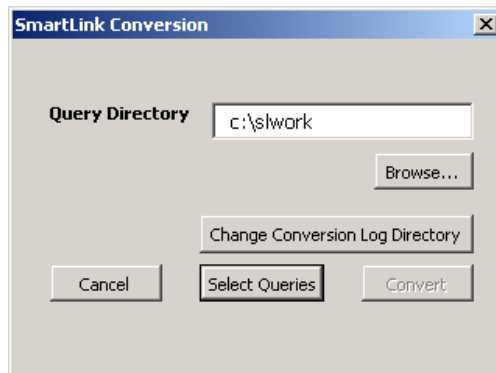 SmartLink Conversion
Query Directory c:\slwork
Browse...
Change Conversion Log Directory
Cancel Select Queries Convert